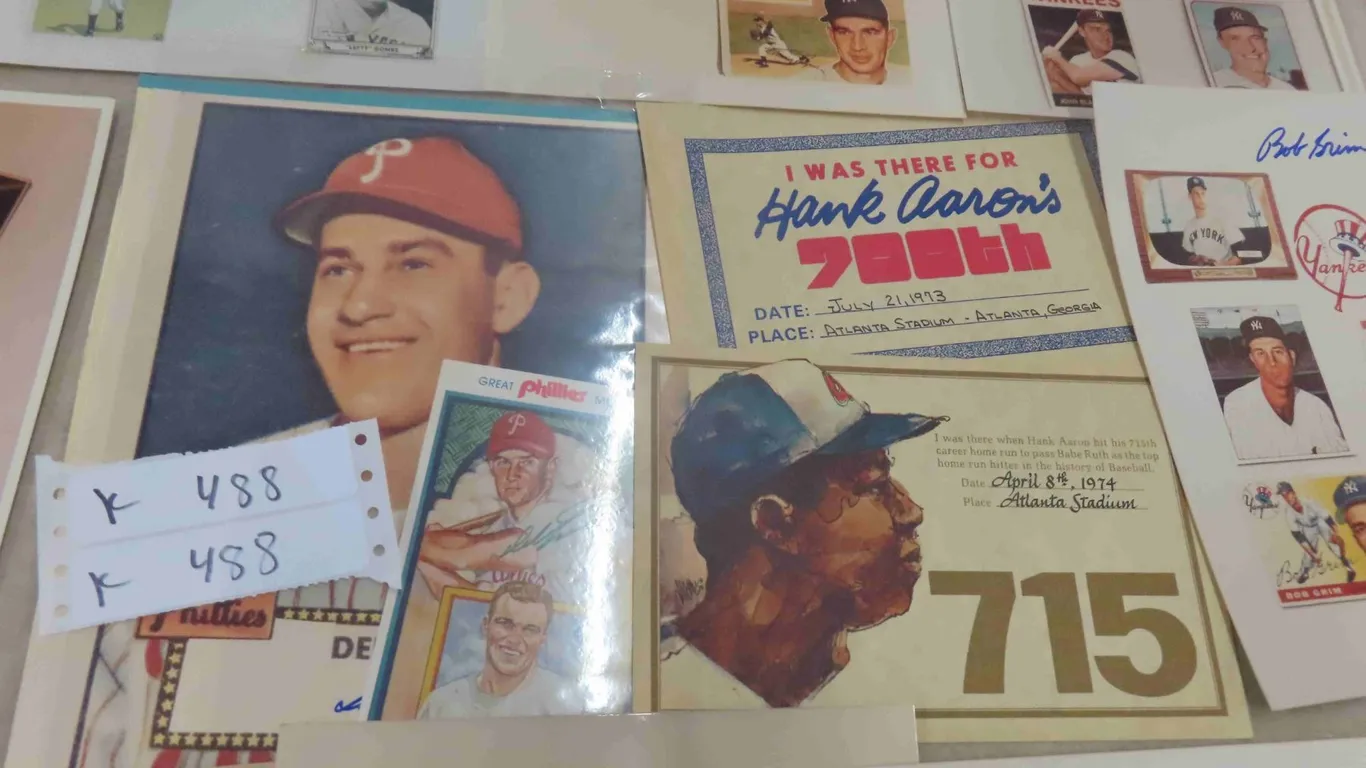 "LEFTY" GOMEZ
YANKEES
I WAS THERE FOR
Hank Aaron's
700th
DATE: JULY 21, 1973
PLACE: ATLANTA STADIUM - ATLANTA, GEORGIA
Bob Grim
NEW YORK
Yankees
GREAT Phillies
P
P
K 488
K 488
Phillies
I was there when Hank Aaron hit his 715th
career home run to pass Babe Ruth as the top
home run hitter in the history of Baseball.
Date April 8th, 1974
Place Atlanta Stadium
715
BOB GRIM